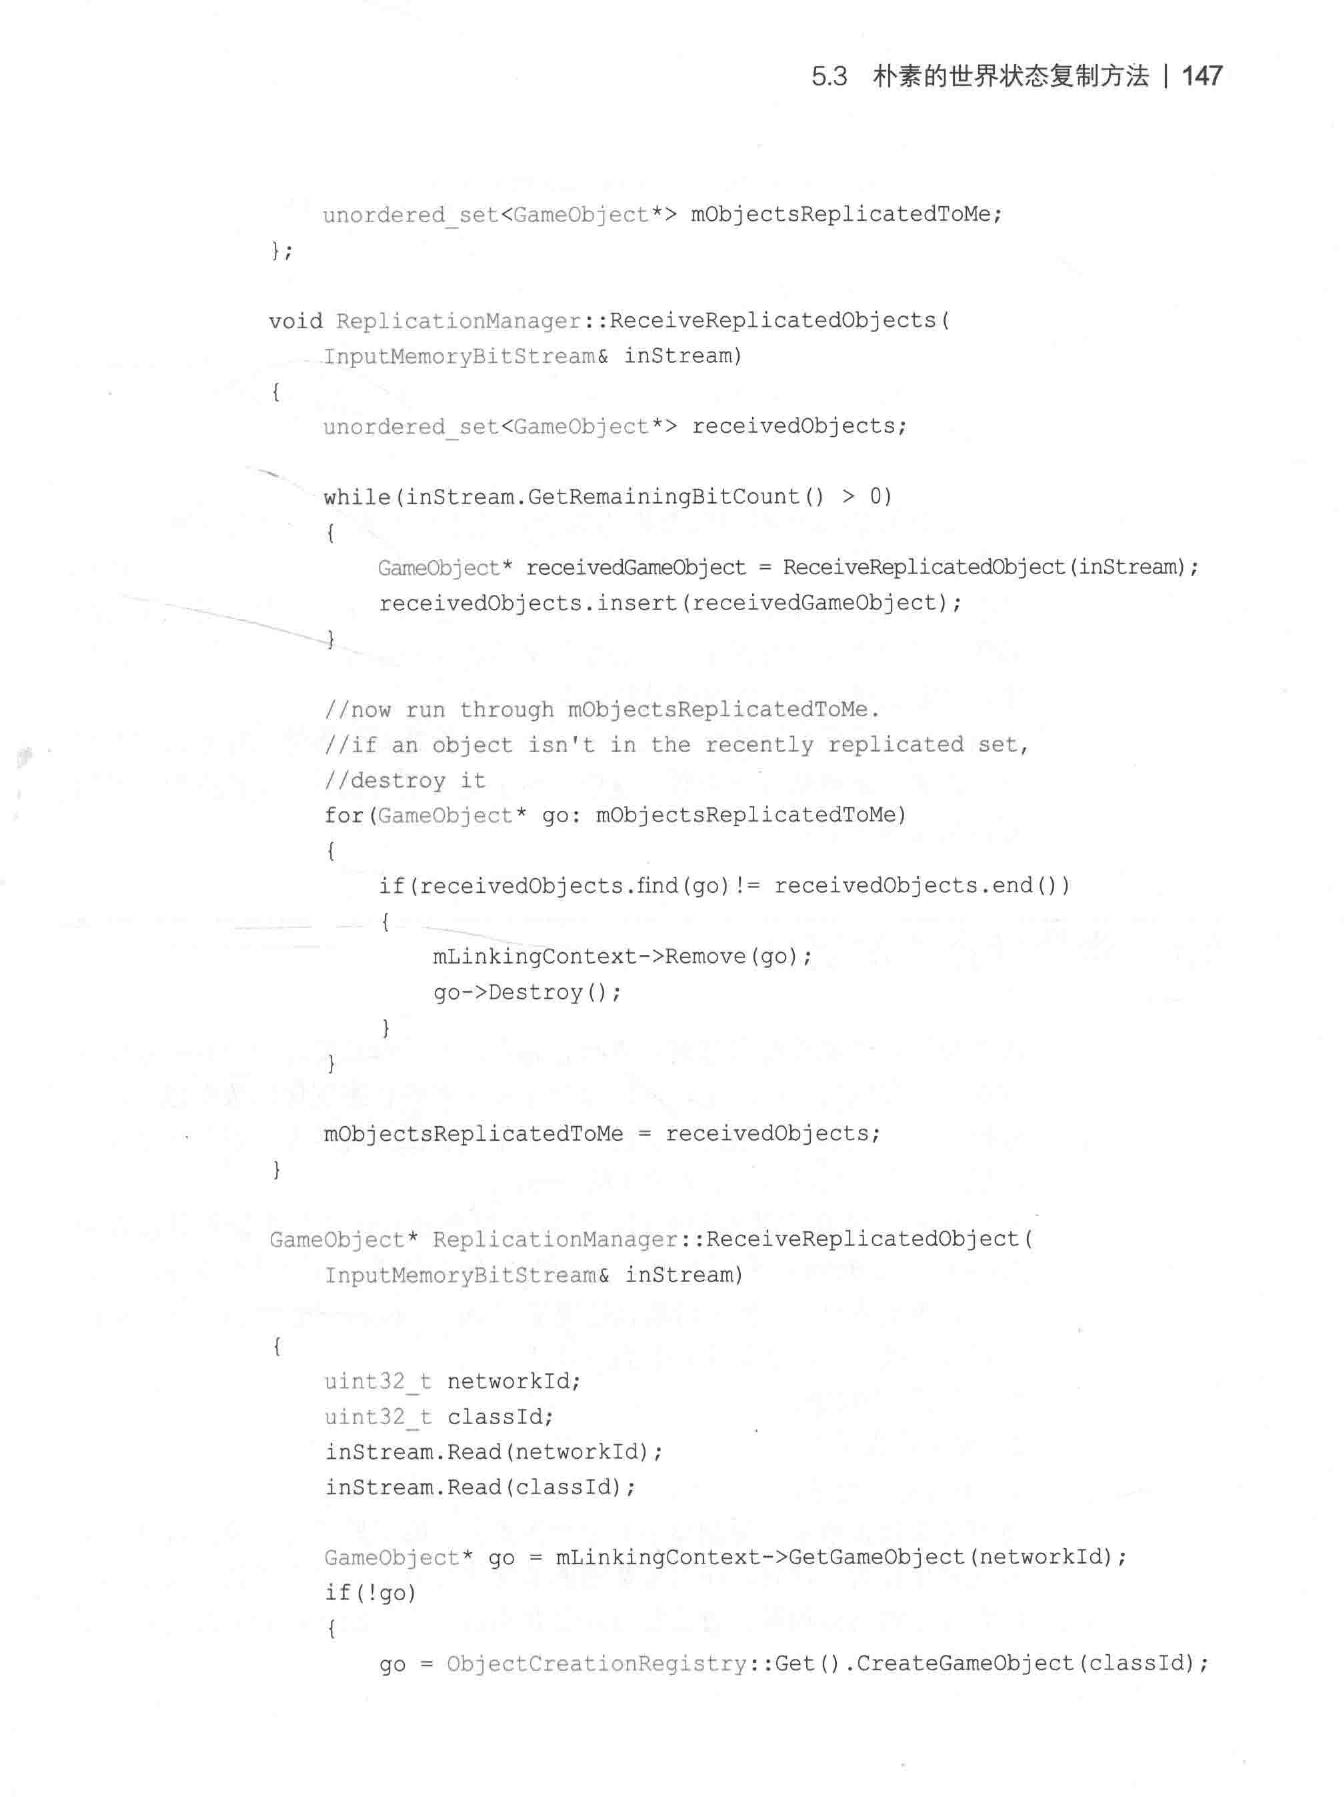 5.3 朴素的世界状态复制方法 | 147
unordered_set<GameObject*> mObjectsReplicatedToMe;
};
void ReplicationManager::ReceiveReplicatedObjects(
InputMemoryBitStream& inStream)
{
unordered_set<GameObject*> receivedObjects;
while(inStream.GetRemainingBitCount() > 0)
{
GameObject* receivedGameObject = ReceiveReplicatedObject(inStream);
receivedObjects.insert(receivedGameObject);
}
//now run through mObjectsReplicatedToMe.
//if an object isn't in the recently replicated set,
//destroy it
for(GameObject* go: mObjectsReplicatedToMe)
{
if(receivedObjects.find(go)!= receivedObjects.end())
{
mLinkingContext->Remove(go);
go->Destroy();
}
}
mObjectsReplicatedToMe = receivedObjects;
}
GameObject* ReplicationManager::ReceiveReplicatedObject(
InputMemoryBitStream& inStream)
{
uint32_t networkId;
uint32_t classId;
inStream.Read(networkId);
inStream.Read(classId);
GameObject* go = mLinkingContext->GetGameObject(networkId);
if(!go)
{
go = ObjectCreationRegistry::Get().CreateGameObject(classId);